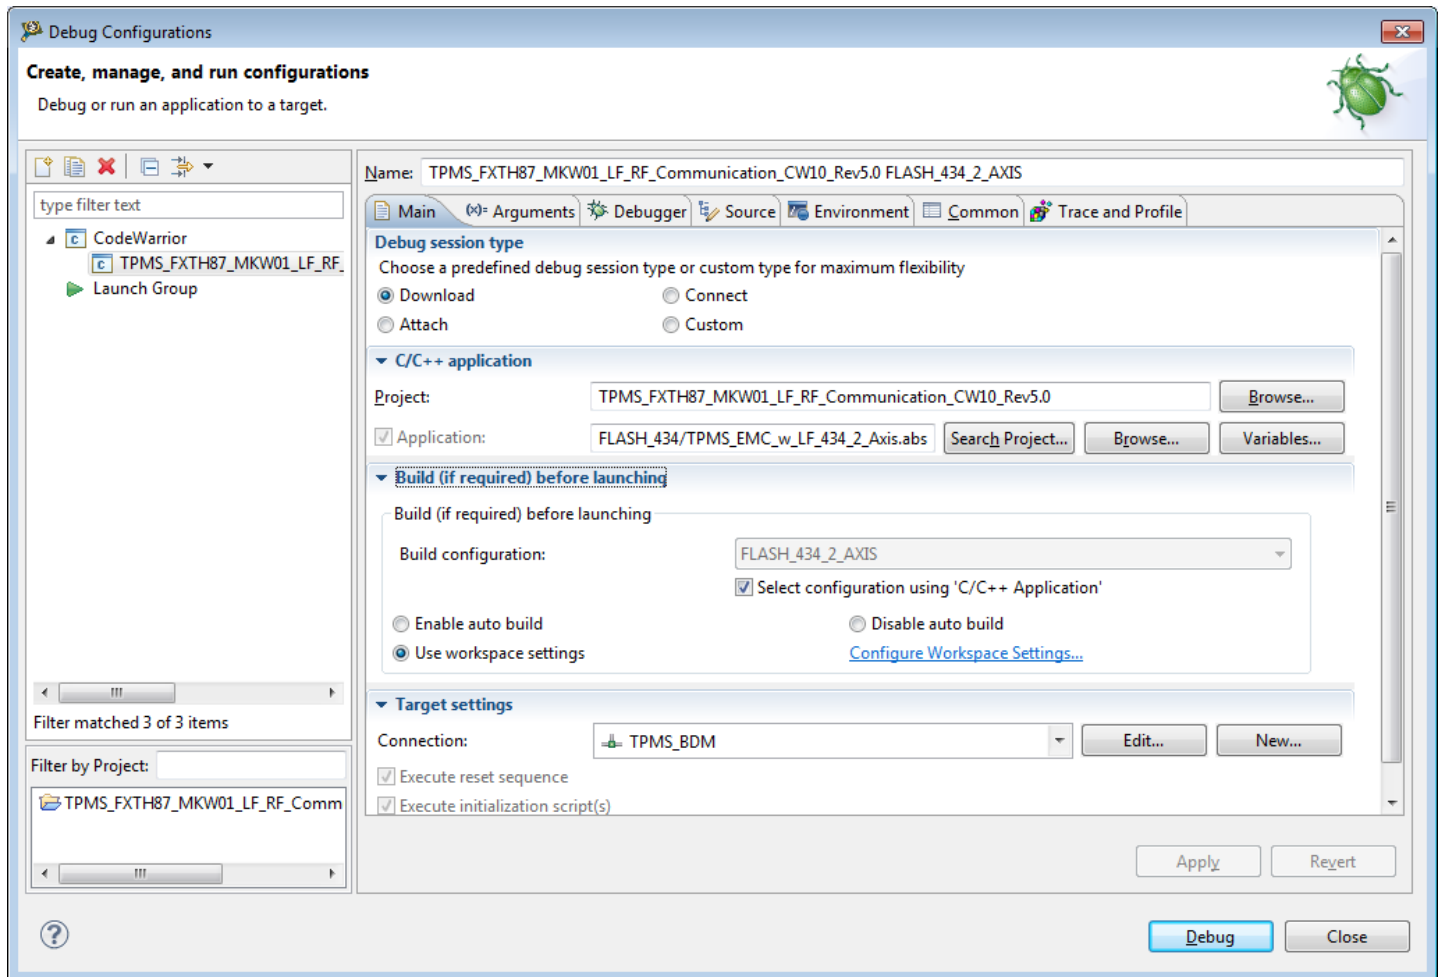 Debug Configurations
Create, manage, and run configurations
Debug or run an application to a target.
type filter text
CodeWarrior
TPMS_FXTH87_MKW01_LF_RF_
Launch Group
Filter matched 3 of 3 items
Filter by Project:
TPMS_FXTH87_MKW01_LF_RF_Comm
Name: TPMS_FXTH87_MKW01_LF_RF_Communication_CW10_Rev5.0 FLASH_434_2_AXIS
Main (x)= Arguments Debugger Source Environment Common Trace and Profile
Debug session type
Choose a predefined debug session type or custom type for maximum flexibility
Download Connect
Attach Custom
C/C++ application
Project: TPMS_FXTH87_MKW01_LF_RF_Communication_CW10_Rev5.0 Browse...
Application: FLASH_434/TPMS_EMC_w_LF_434_2_Axis.abs Search Project... Browse... Variables...
Build (if required) before launching
Build (if required) before launching
Build configuration: FLASH_434_2_AXIS
Select configuration using 'C/C++ Application'
Enable auto build Disable auto build
Use workspace settings Configure Workspace Settings...
Target settings
Connection: TPMS_BDM Edit... New...
Execute reset sequence
Execute initialization script(s)
Apply Revert
? Debug Close